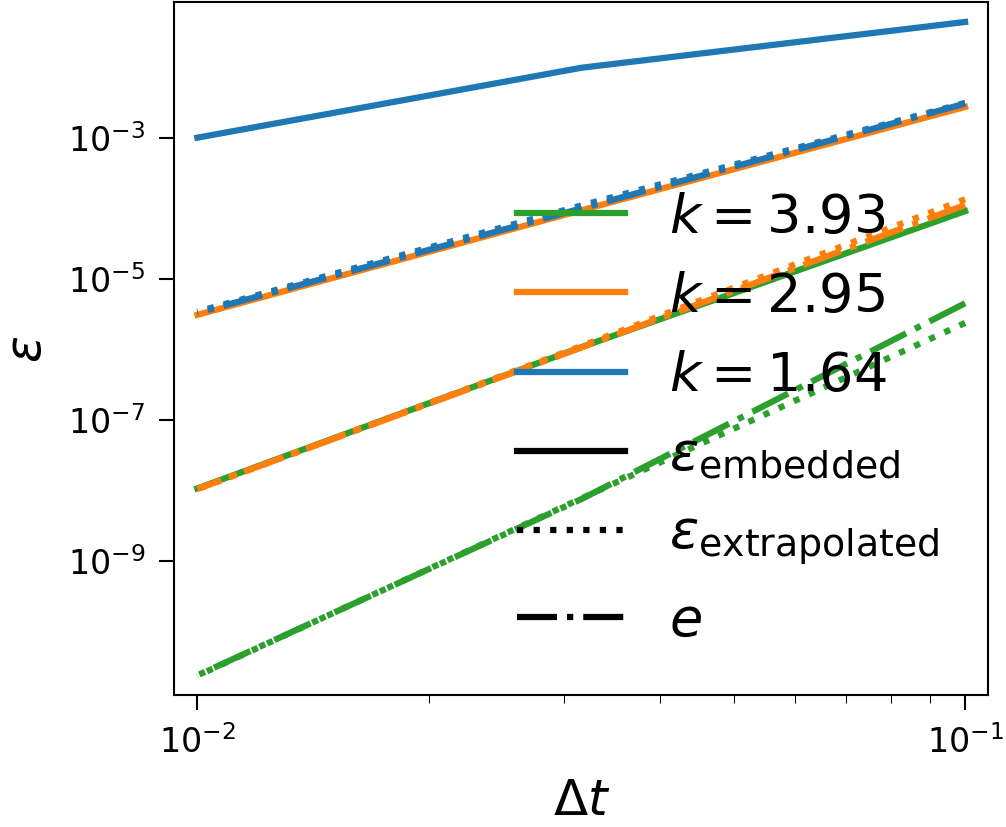 10⁻³
10⁻⁵
10⁻⁷
10⁻⁹
ε
k = 3.93
k = 2.95
k = 1.64
ε_embedded
ε_extrapolated
e
10⁻² 10⁻¹
Δt